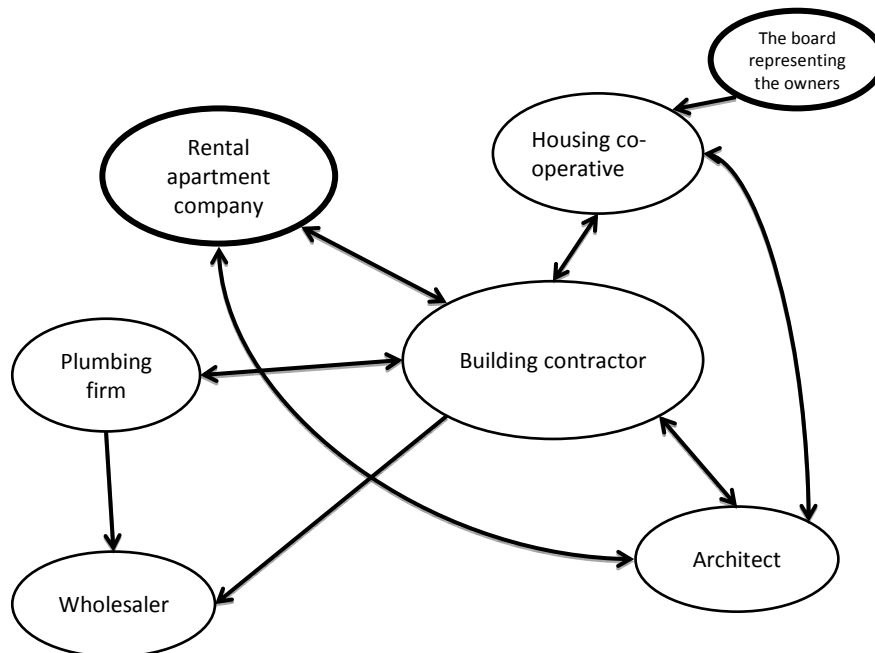 The board
representing
the owners
Housing co-
operative
Rental
apartment
company
Building contractor
Plumbing
firm
Architect
Wholesaler